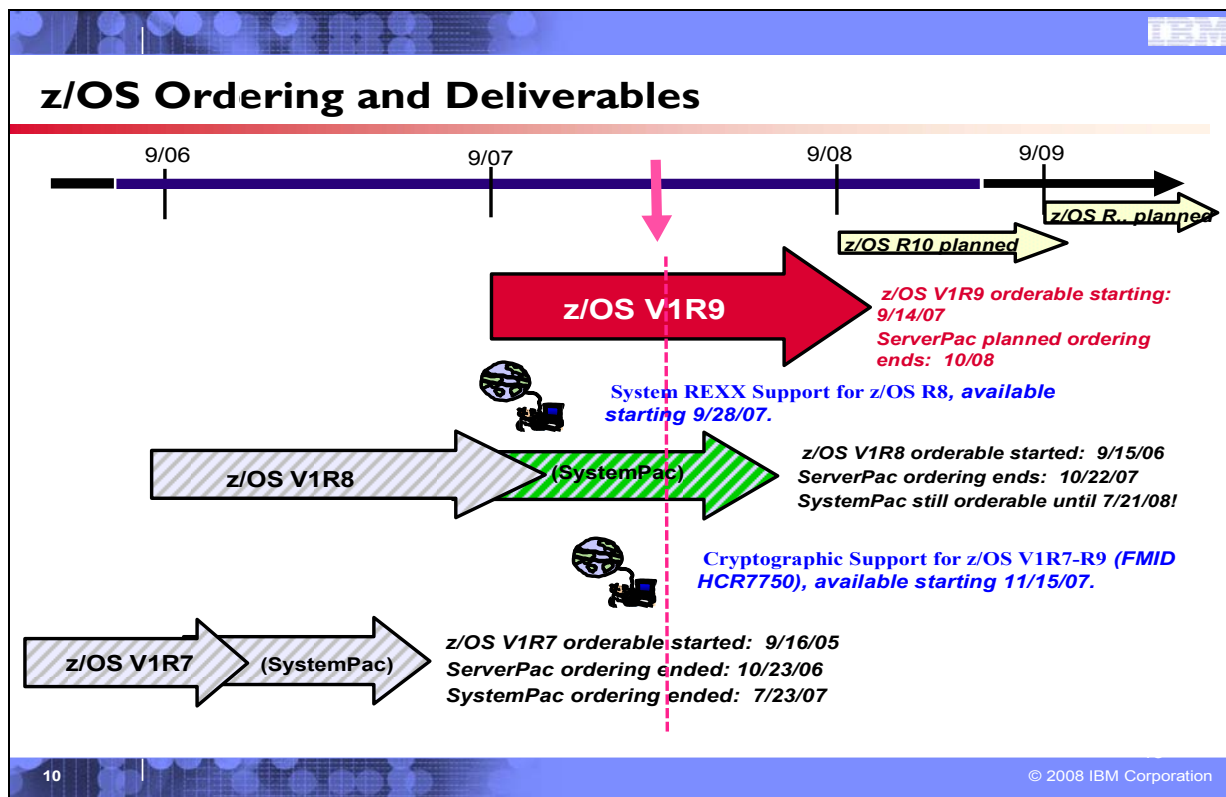 IBM
z/OS Ordering and Deliverables
9/06
9/07
9/08
9/09
z/OS R.. planned
z/OS R10 planned
z/OS V1R9
z/OS V1R9 orderable starting:
9/14/07
ServerPac planned ordering
ends: 10/08
System REXX Support for z/OS R8, available
starting 9/28/07.
z/OS V1R8
(SystemPac)
z/OS V1R8 orderable started: 9/15/06
ServerPac ordering ends: 10/22/07
SystemPac still orderable until 7/21/08!
Cryptographic Support for z/OS V1R7-R9 (FMID
HCR7750), available starting 11/15/07.
z/OS V1R7
(SystemPac)
z/OS V1R7 orderable started: 9/16/05
ServerPac ordering ended: 10/23/06
SystemPac ordering ended: 7/23/07
10
© 2008 IBM Corporation